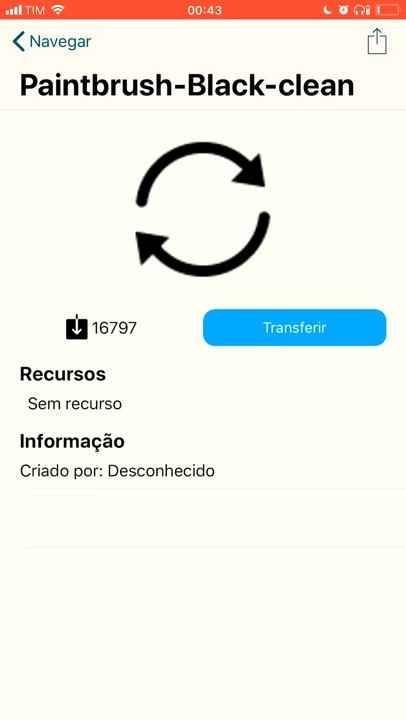 TIM 00:43
Navegar
Paintbrush-Black-clean
16797 Transferir
Recursos
Sem recurso
Informação
Criado por: Desconhecido